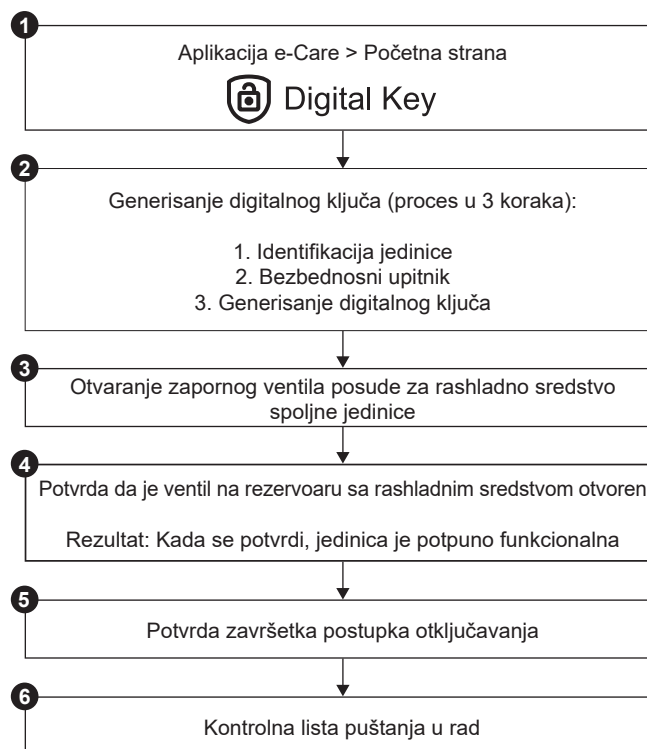 1
Aplikacija e-Care > Početna strana
Digital Key
2
Generisanje digitalnog ključa (proces u 3 koraka):
1. Identifikacija jedinice
2. Bezbednosni upitnik
3. Generisanje digitalnog ključa
3
Otvaranje zapornog ventila posude za rashladno sredstvo
spoljne jedinice
4
Potvrda da je ventil na rezervoaru sa rashladnim sredstvom otvoren
Rezultat: Kada se potvrdi, jedinica je potpuno funkcionalna
5
Potvrda završetka postupka otključavanja
6
Kontrolna lista puštanja u rad